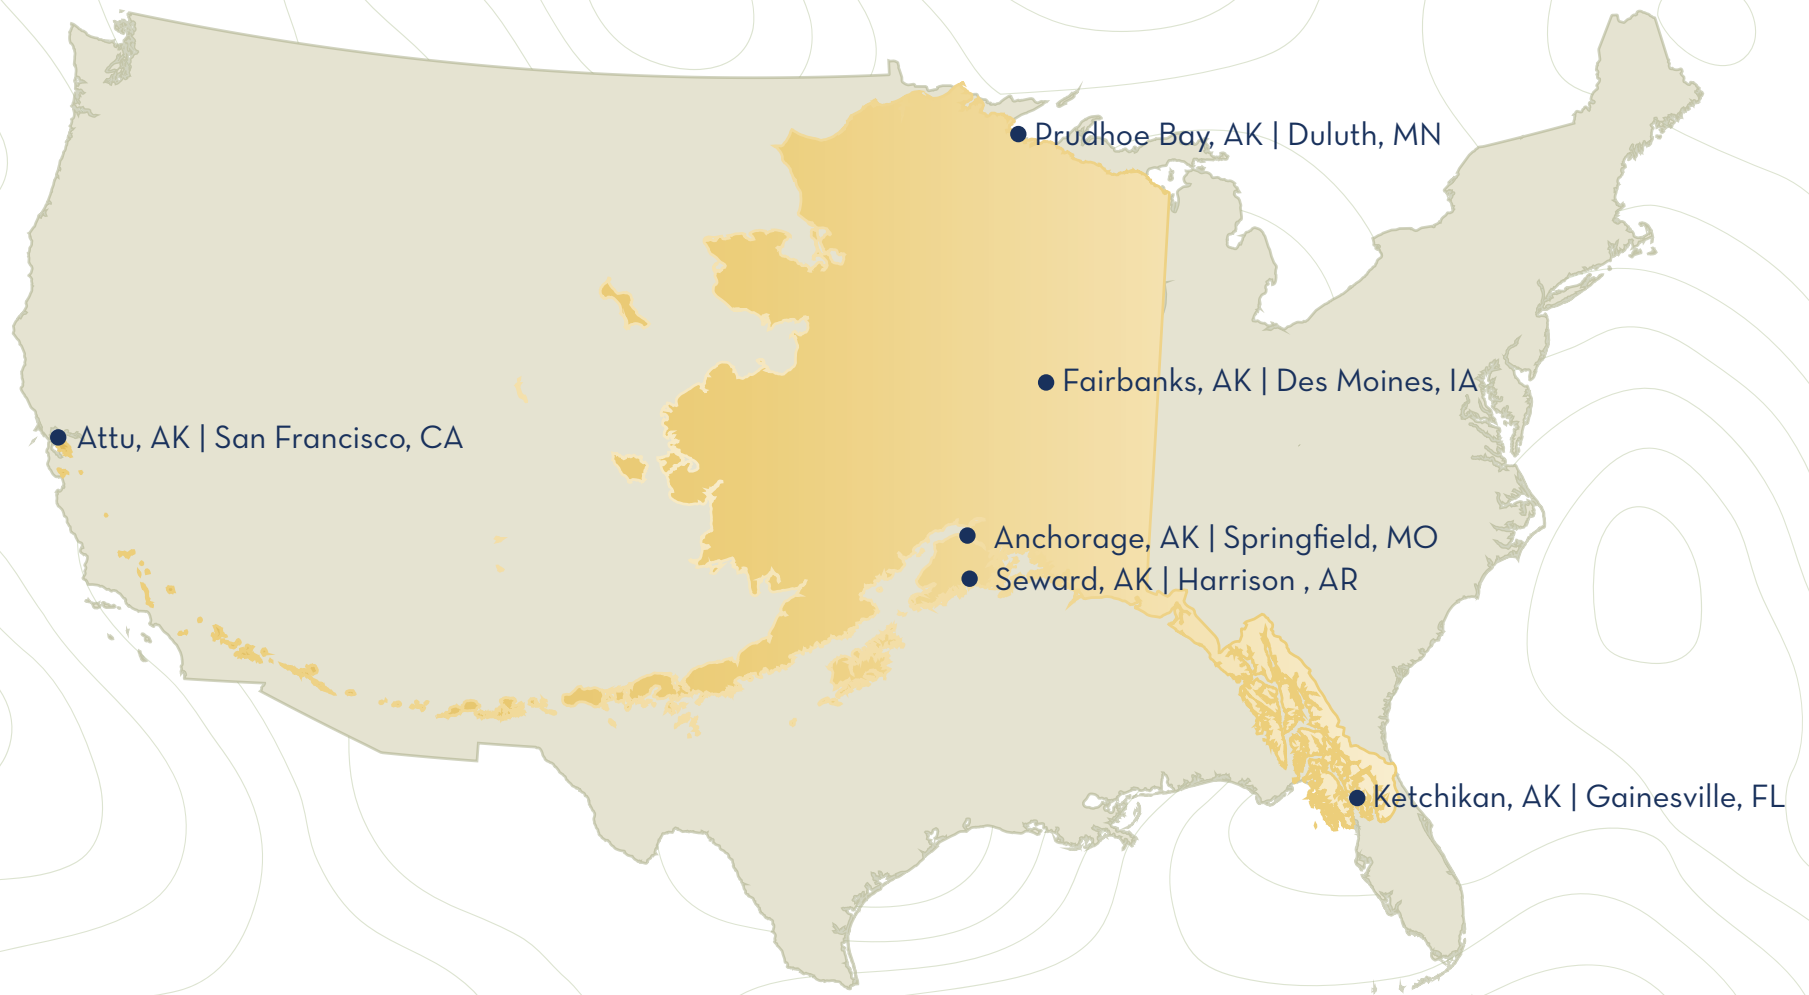 Prudhoe Bay, AK | Duluth, MN
Fairbanks, AK | Des Moines, IA
Attu, AK | San Francisco, CA
Anchorage, AK | Springfield, MO
Seward, AK | Harrison , AR
Ketchikan, AK | Gainesville, FL